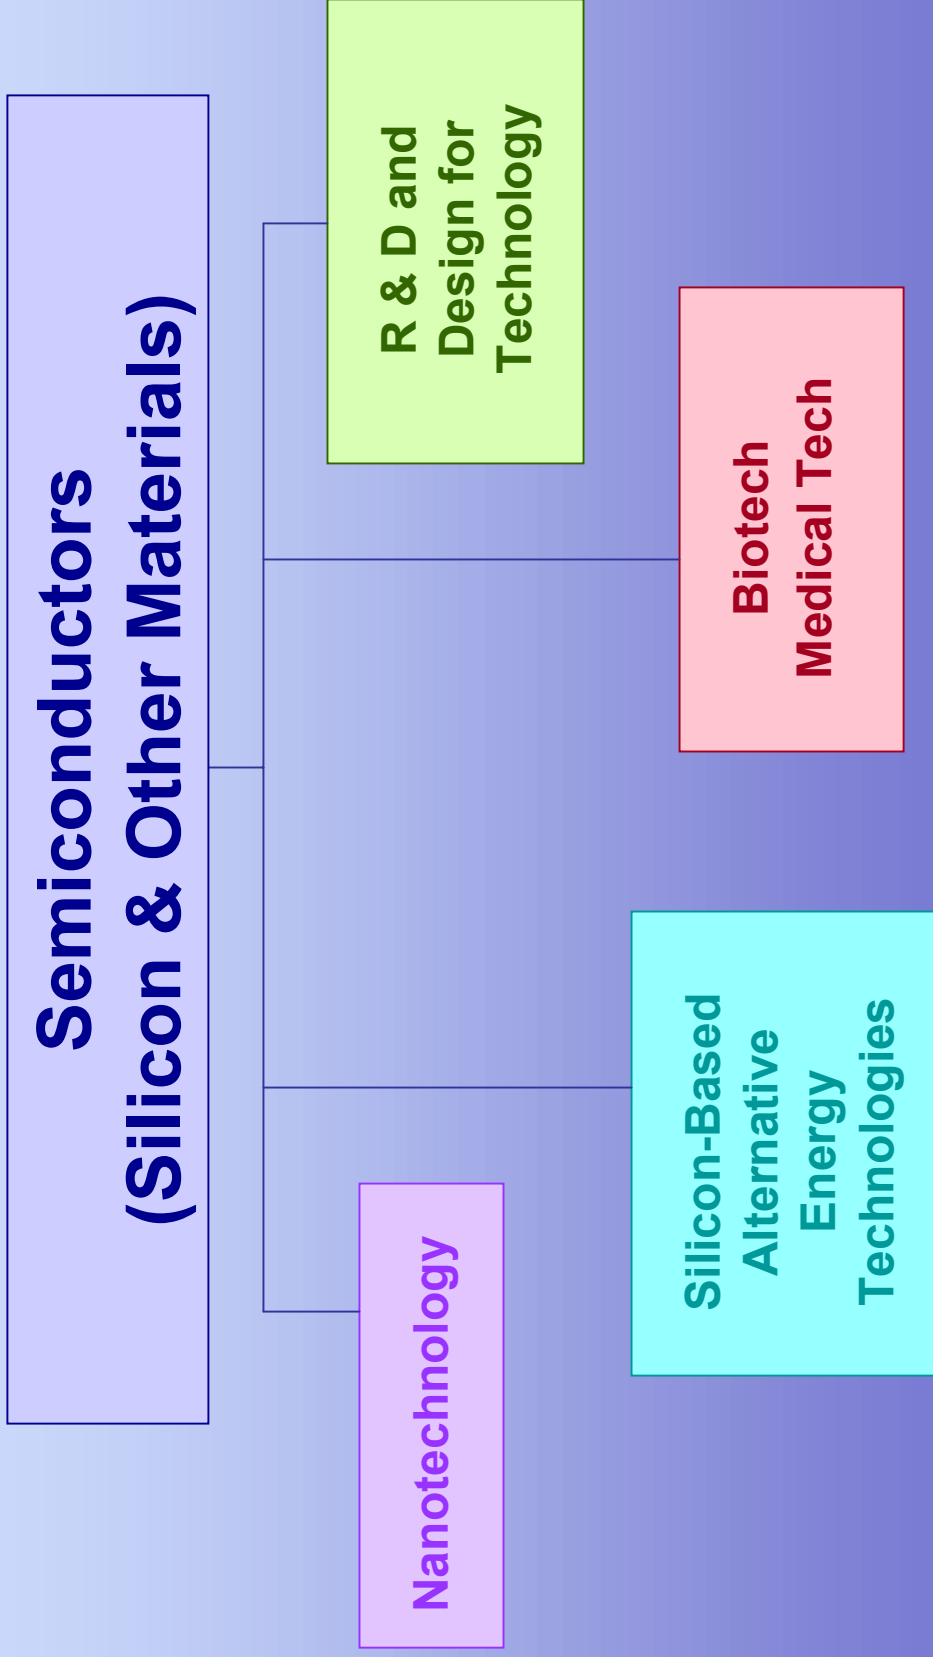 Semiconductors
(Silicon & Other Materials)
Nanotechnology
Silicon-Based
Alternative
Energy
Technologies
Biotech
Medical Tech
R & D and
Design for
Technology